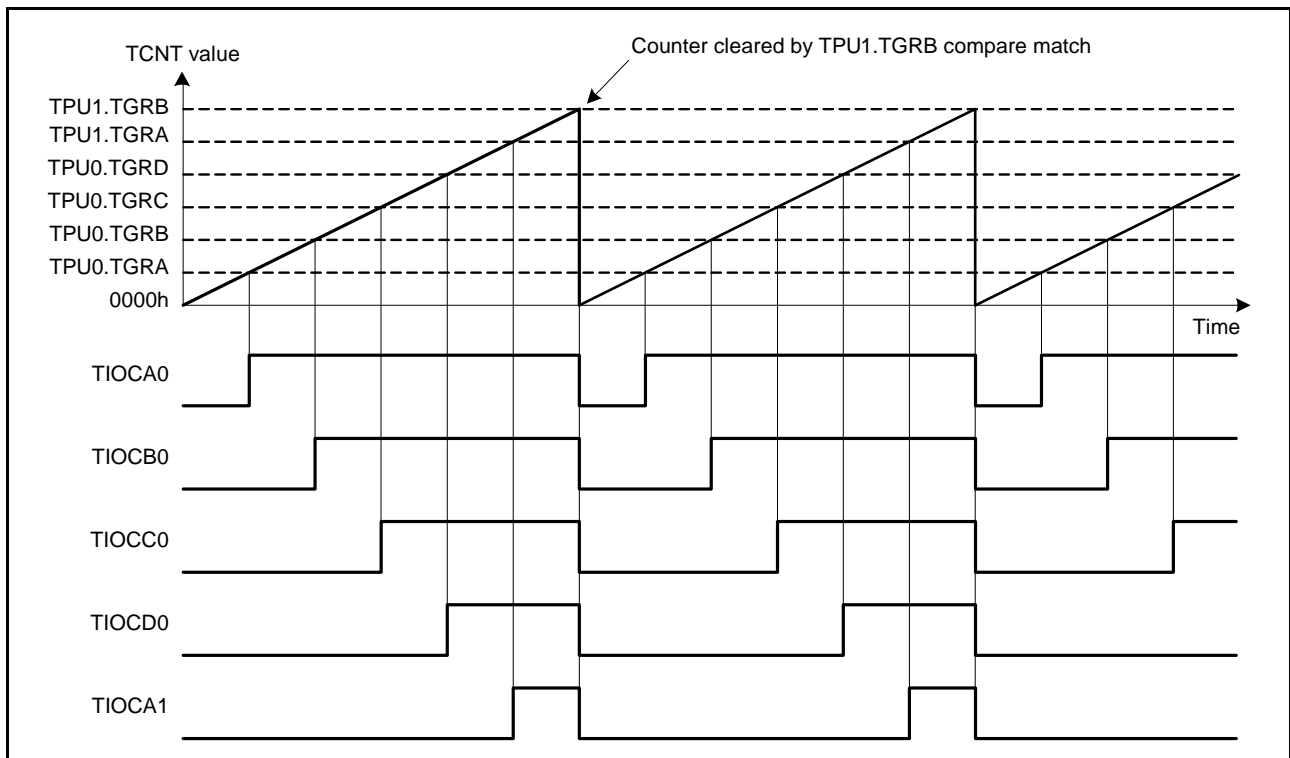 Counter cleared by TPU1.TGRB compare match
TCNT value
TPU1.TGRB
TPU1.TGRA
TPU0.TGRD
TPU0.TGRC
TPU0.TGRB
TPU0.TGRA
0000h
Time
TIOCA0
TIOCB0
TIOCC0
TIOCD0
TIOCA1